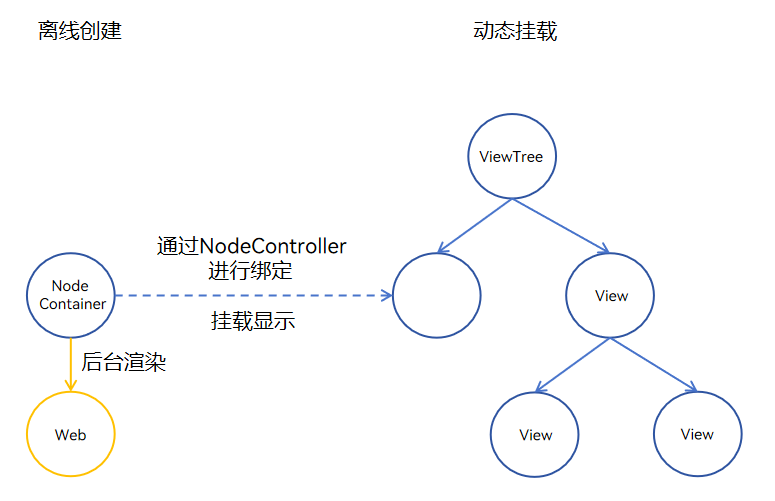 离线创建
动态挂载
ViewTree
通过NodeController
进行绑定
Node
Container
View
挂载显示
后台渲染
Web
View
View